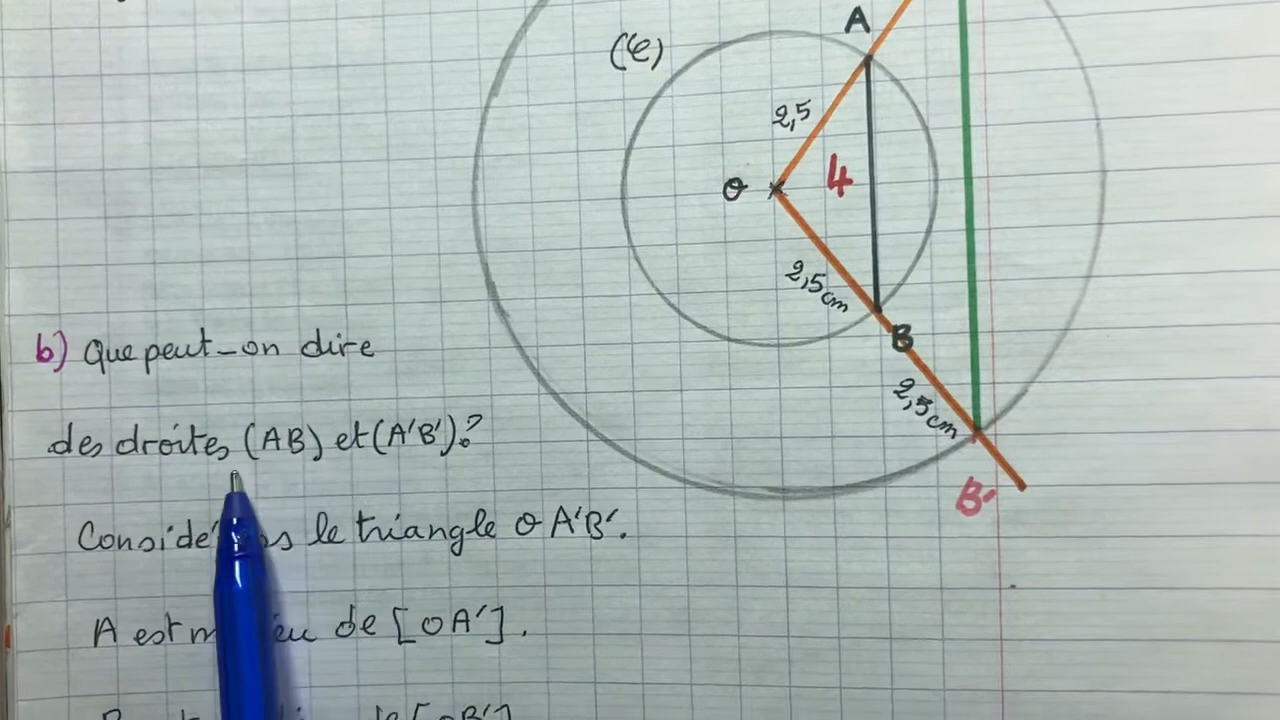 A
(C)
2,5
O
4
2,5cm
b) Que peut-on dire
B
2,5cm
des droites (AB) et (A'B')?
B'
le triangle OA'B'.
A est de [OA'].
[OB']